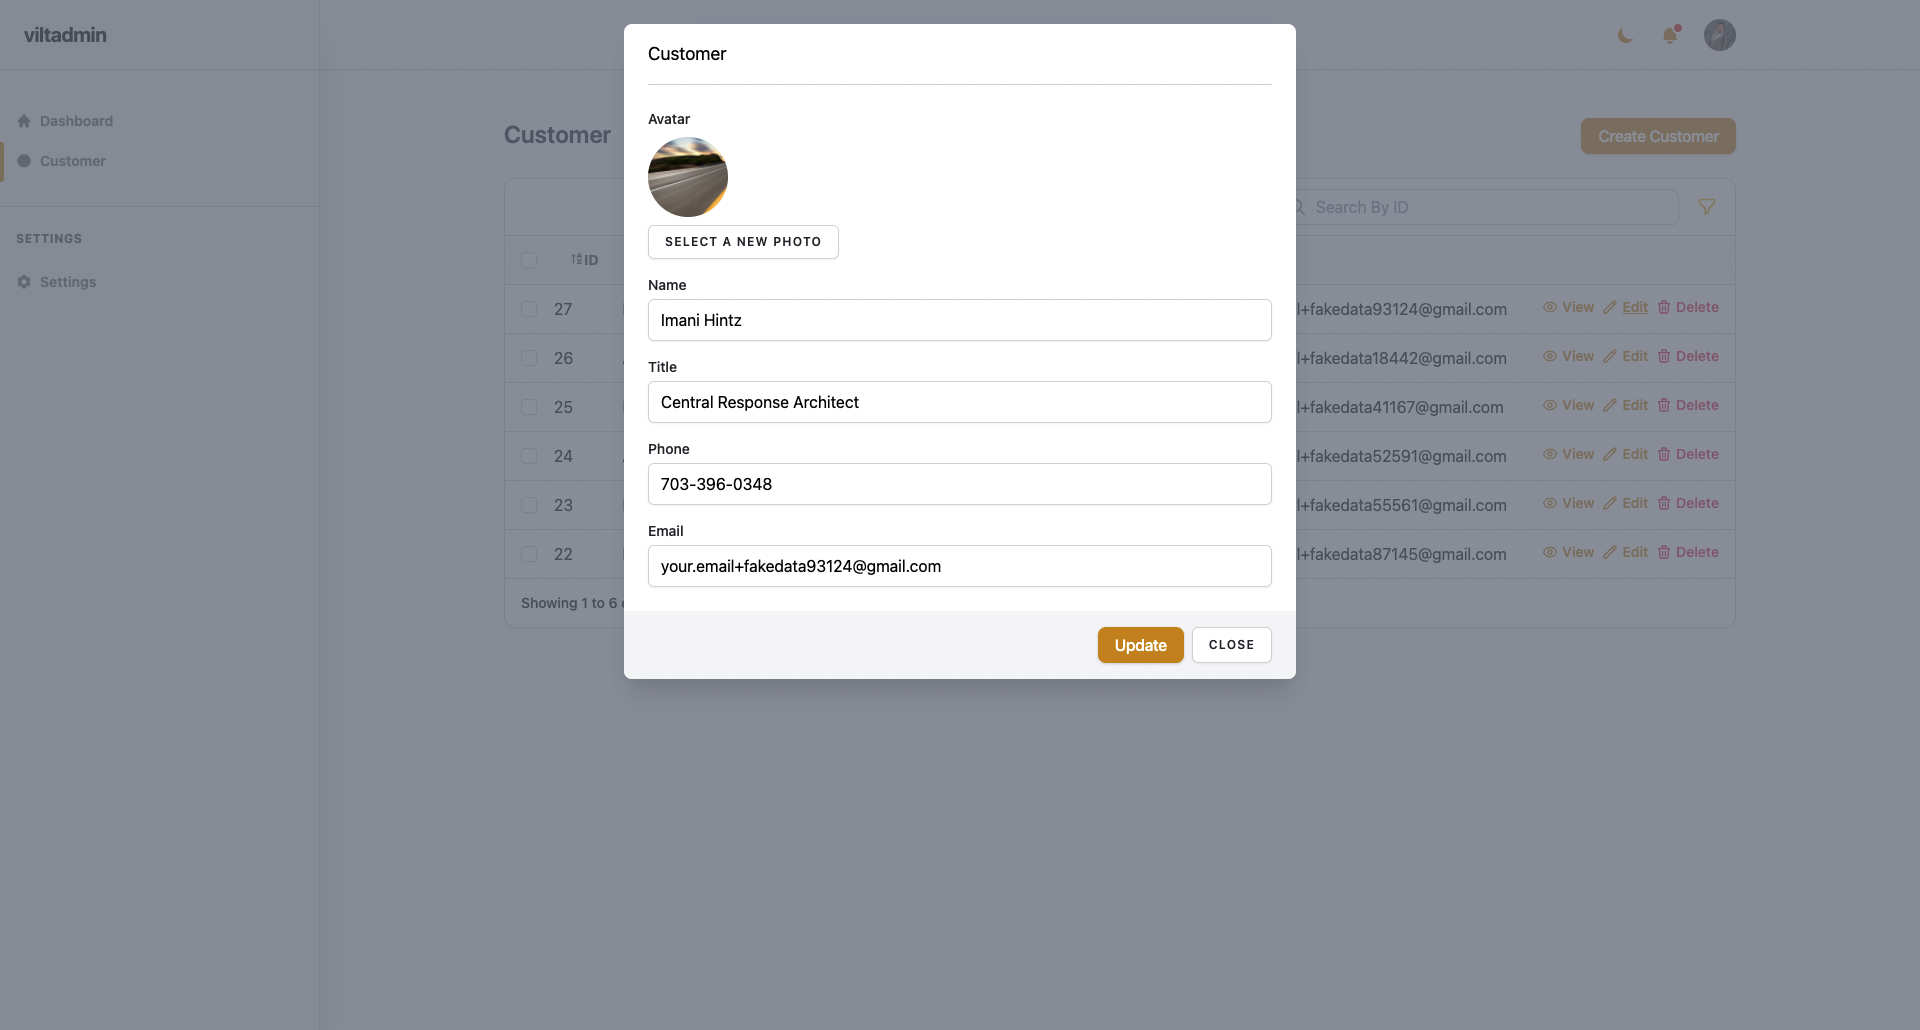 viltadmin
Dashboard
Customer
SETTINGS
Settings
Customer
Create Customer
Search By ID
ID
27 l+fakedata93124@gmail.com View Edit Delete
26 l+fakedata18442@gmail.com View Edit Delete
25 l+fakedata41167@gmail.com View Edit Delete
24 l+fakedata52591@gmail.com View Edit Delete
23 l+fakedata55561@gmail.com View Edit Delete
22 l+fakedata87145@gmail.com View Edit Delete
Showing 1 to 6
Customer
Avatar
SELECT A NEW PHOTO
Name
Imani Hintz
Title
Central Response Architect
Phone
703-396-0348
Email
your.email+fakedata93124@gmail.com
Update
CLOSE